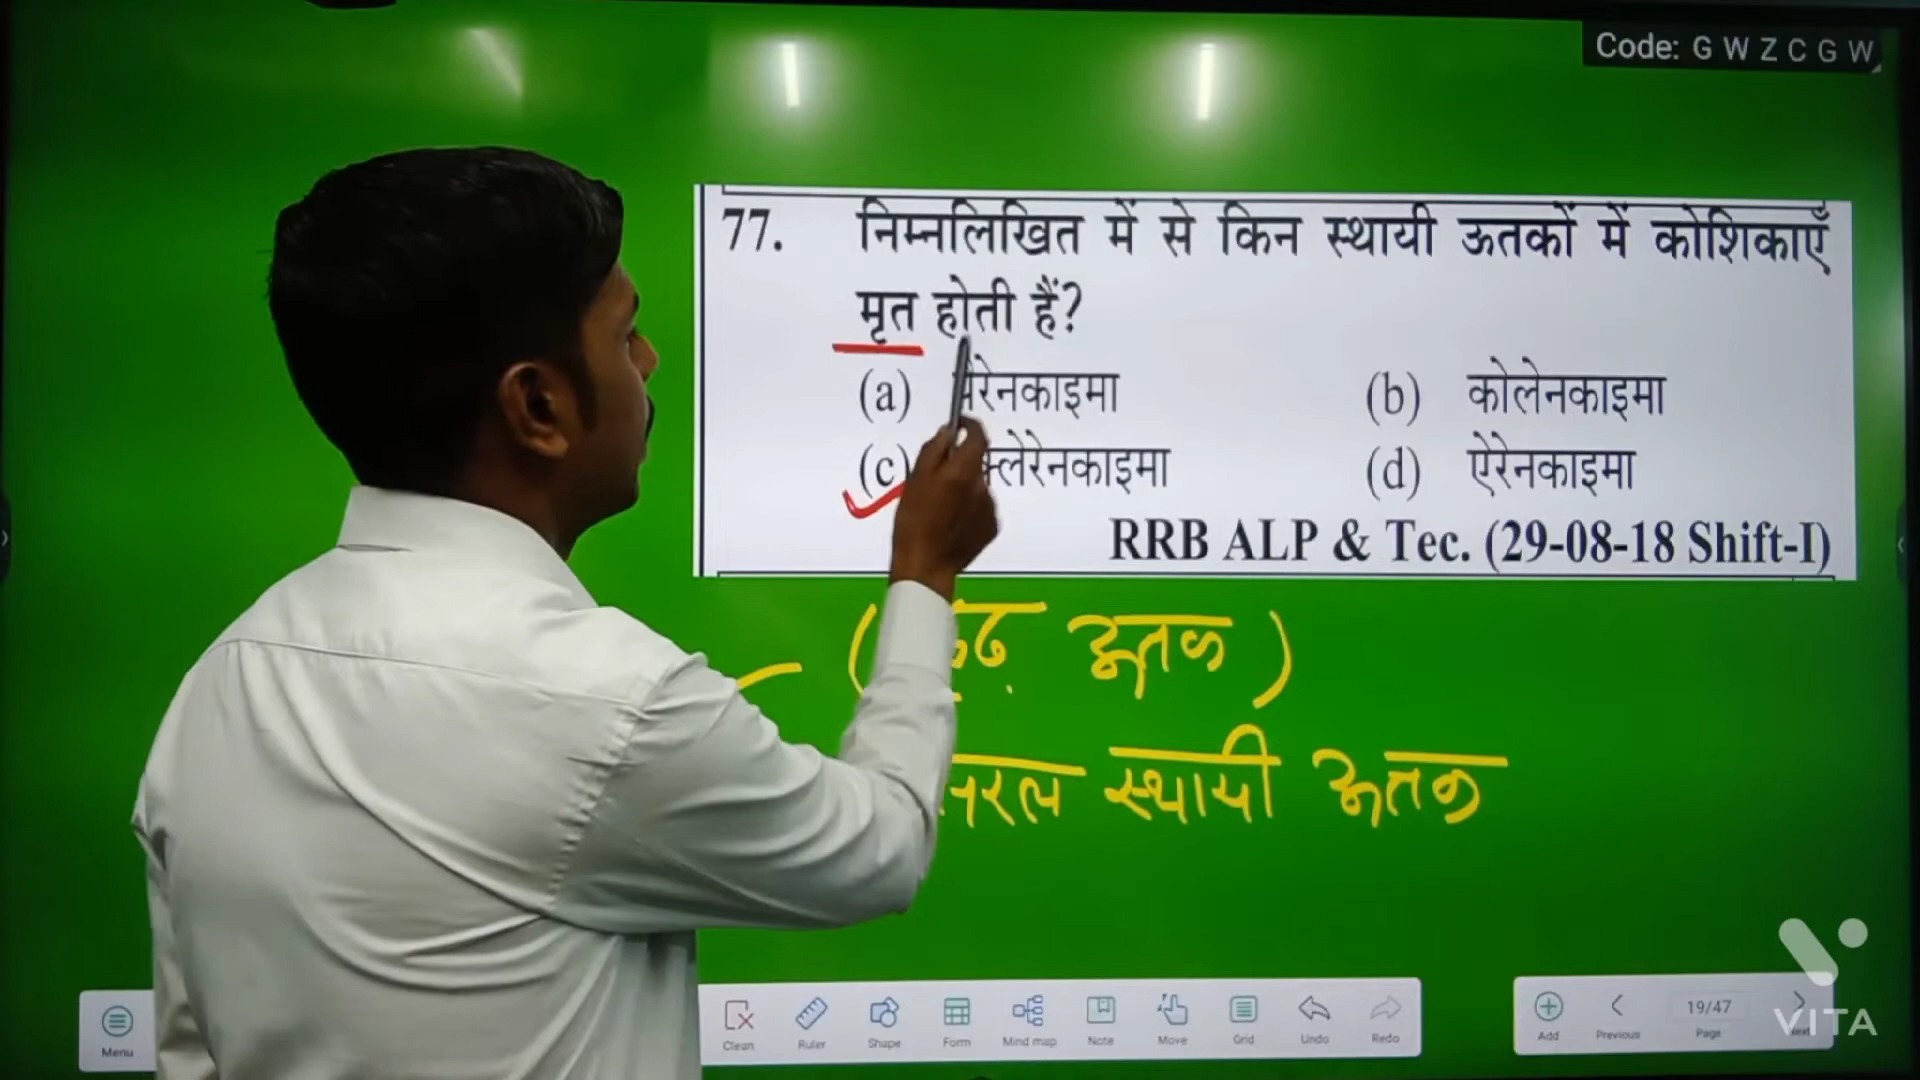 Code: G W Z C G W
77. निम्नलिखित में से किन स्थायी ऊतकों में कोशिकाएँ
मृत होती हैं?
(a) पैरेनकाइमा (b) कोलेनकाइमा
(c) स्क्लेरेनकाइमा (d) ऐरेनकाइमा
RRB ALP & Tec. (29-08-18 Shift-I)
ऊतक )
स्थायी ऊतक
Menu Clean Ruler Shape Form Mind map Note Move Grid Undo Redo Add Previous 19/47 Page Next
VITA